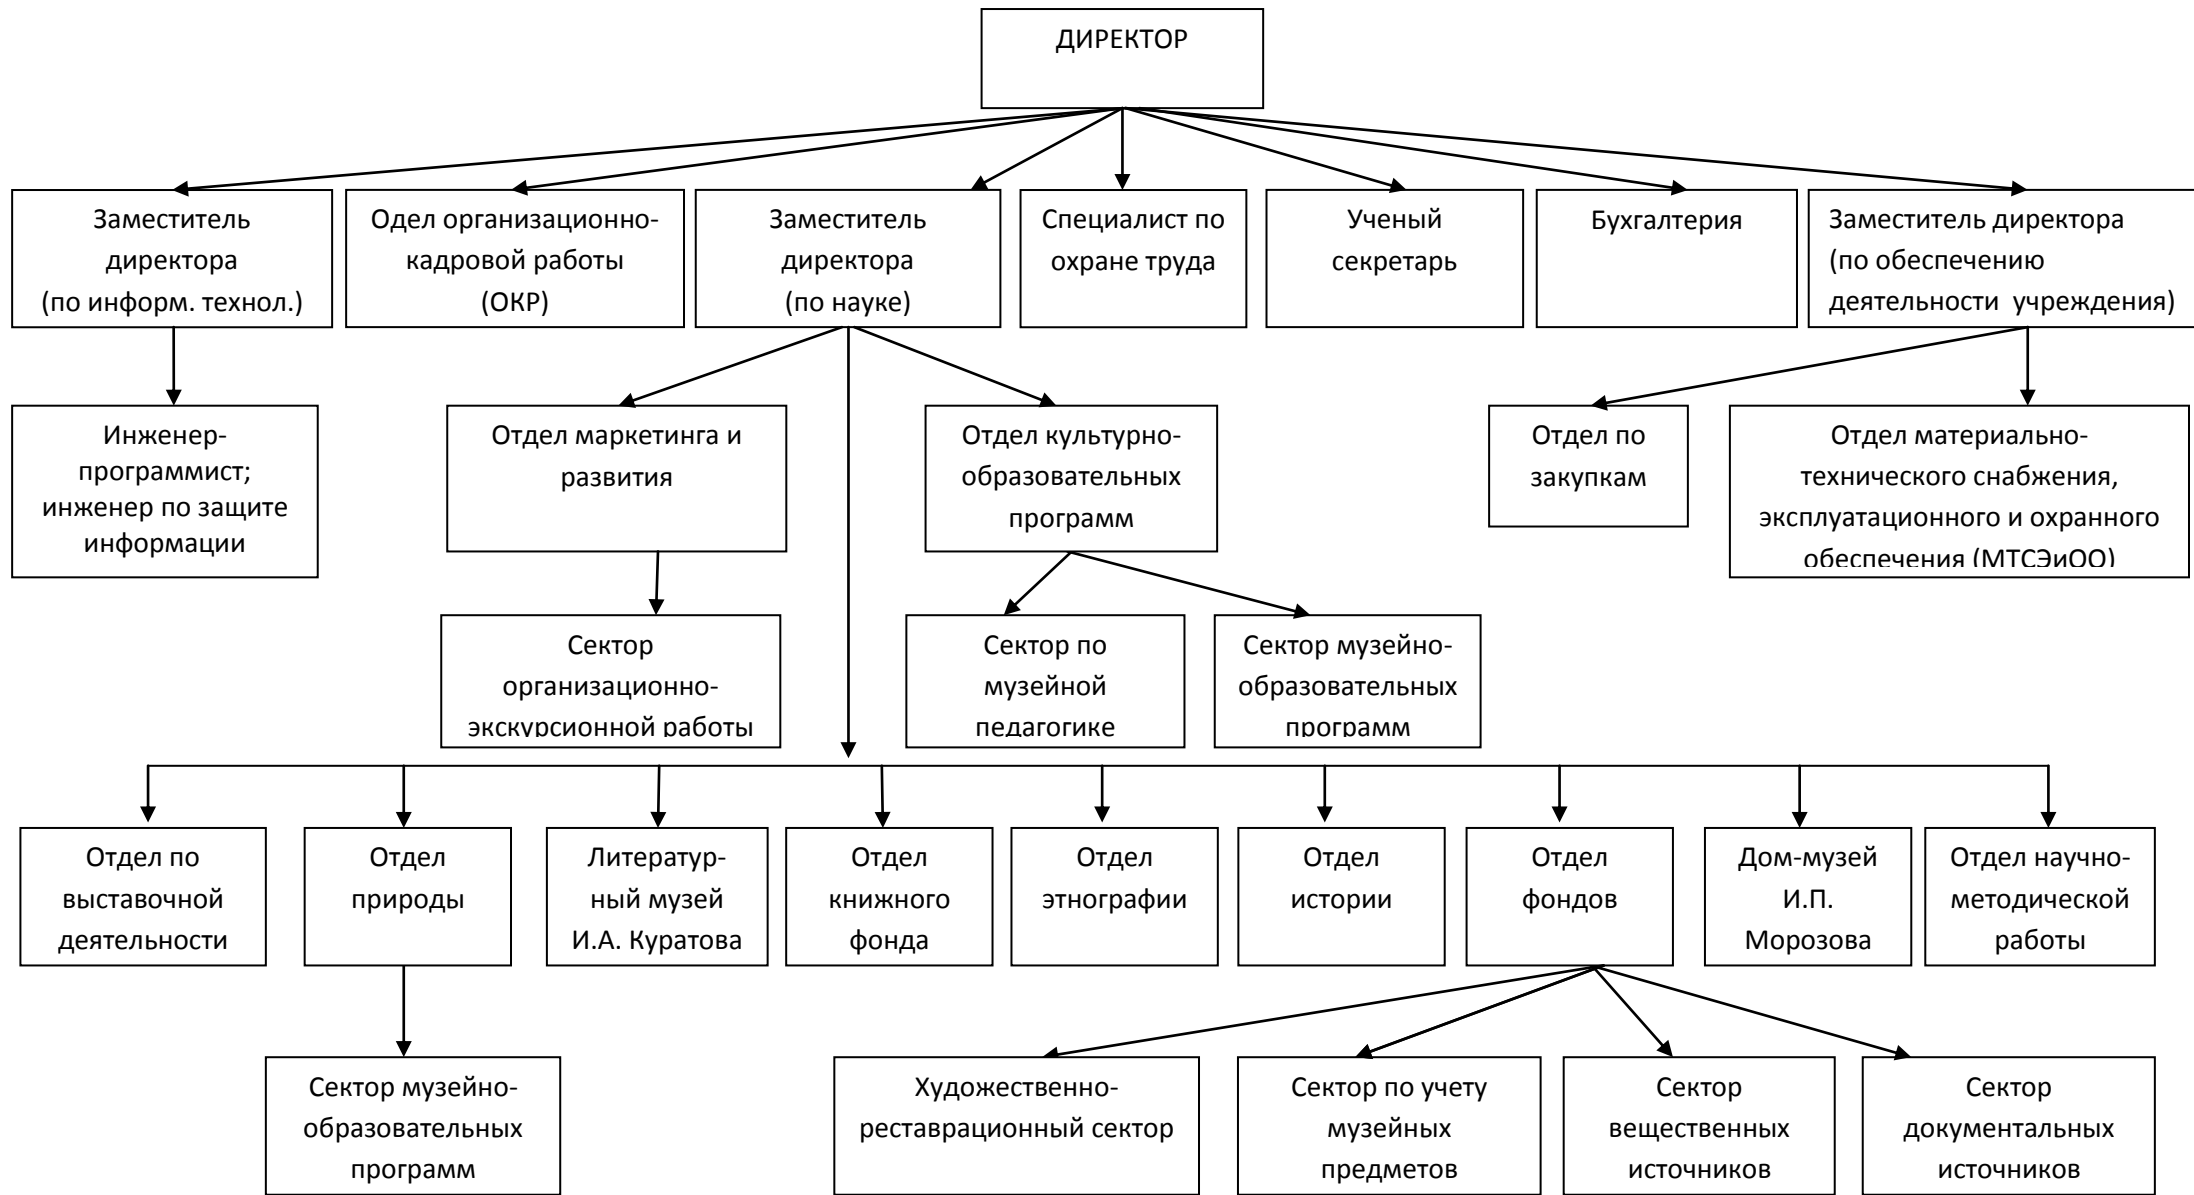 ДИРЕКТОР
Заместитель
директора
(по информ. технол.)
Одел организационно-
кадровой работы
(ОКР)
Заместитель
директора
(по науке)
Специалист по
охране труда
Ученый
секретарь
Бухгалтерия
Заместитель директора
(по обеспечению
деятельности учреждения)
Инженер-
программист;
инженер по защите
информации
Отдел маркетинга и
развития
Отдел культурно-
образовательных
программ
Отдел по
закупкам
Отдел материально-
технического снабжения,
эксплуатационного и охранного
обеспечения (МТСЭиОО)
Сектор
организационно-
экскурсионной работы
Сектор по
музейной
педагогике
Сектор музейно-
образовательных
программ
Отдел по
выставочной
деятельности
Отдел
природы
Литератур-
ный музей
И.А. Куратова
Отдел
книжного
фонда
Отдел
этнографии
Отдел
истории
Отдел
фондов
Дом-музей
И.П.
Морозова
Отдел научно-
методической
работы
Сектор музейно-
образовательных
программ
Художественно-
реставрационный сектор
Сектор по учету
музейных
предметов
Сектор
вещественных
источников
Сектор
документальных
источников